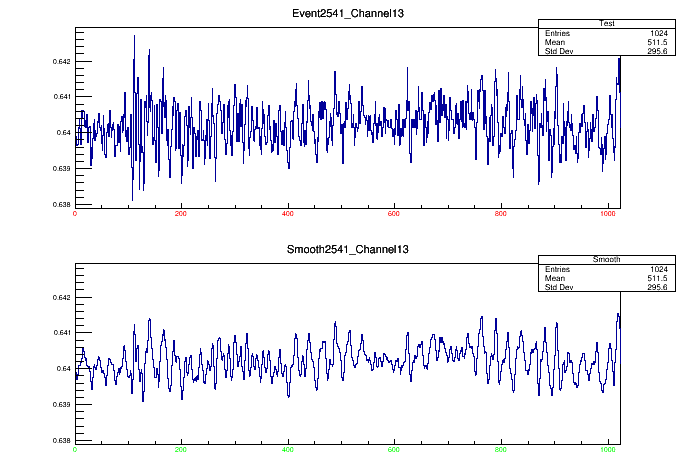 Event2541_Channel13
Test
Entries 1024
Mean 511.5
Std Dev 295.6
0.642
0.641
0.64
0.639
0.638
0 200 400 600 800 1000
Smooth2541_Channel13
Smooth
Entries 1024
Mean 511.5
Std Dev 295.6
0.642
0.641
0.64
0.639
0.638
0 200 400 600 800 1000